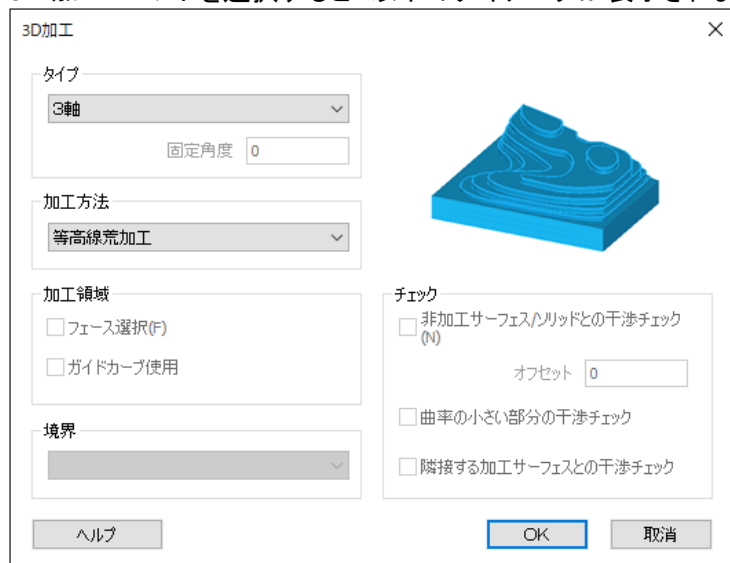 3D加工
タイプ
3軸
固定角度 0
加工方法
等高線荒加工
加工領域
フェース選択(F)
ガイドカーブ使用
境界
チェック
非加工サーフェス/ソリッドとの干渉チェック
(N)
オフセット 0
曲率の小さい部分の干渉チェック
隣接する加工サーフェスとの干渉チェック
ヘルプ
OK
取消